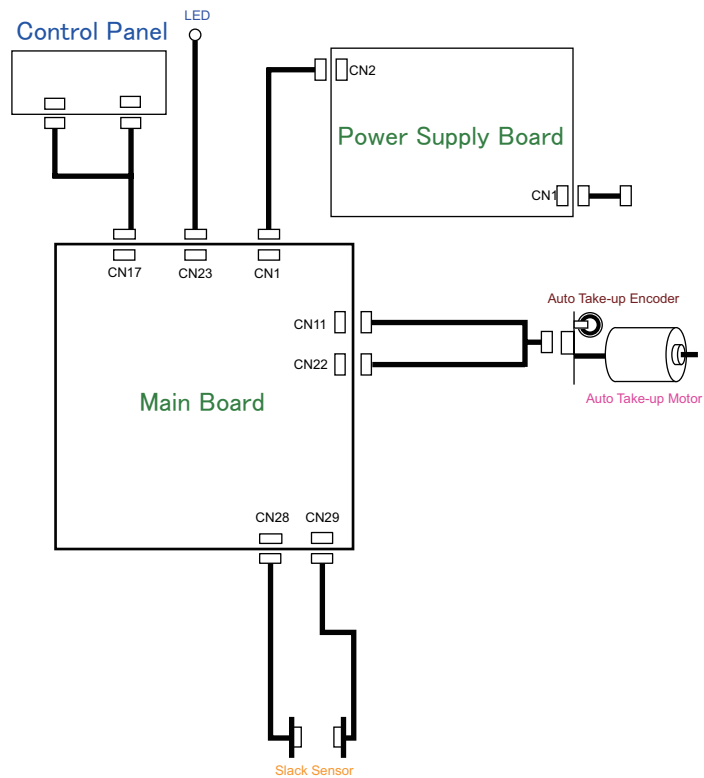 LED
Control Panel
CN2
Power Supply Board
CN1
CN17
CN23
CN1
Auto Take-up Encoder
CN11
CN22
Auto Take-up Motor
Main Board
CN28
CN29
Slack Sensor